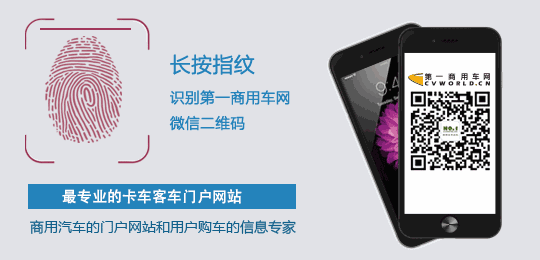 长按指纹
识别第一商用车网
微信二维码
最专业的卡车客车门户网站
商用汽车的门户网站和用户购车的信息专家
第一商用车网
CVWORLD.CN